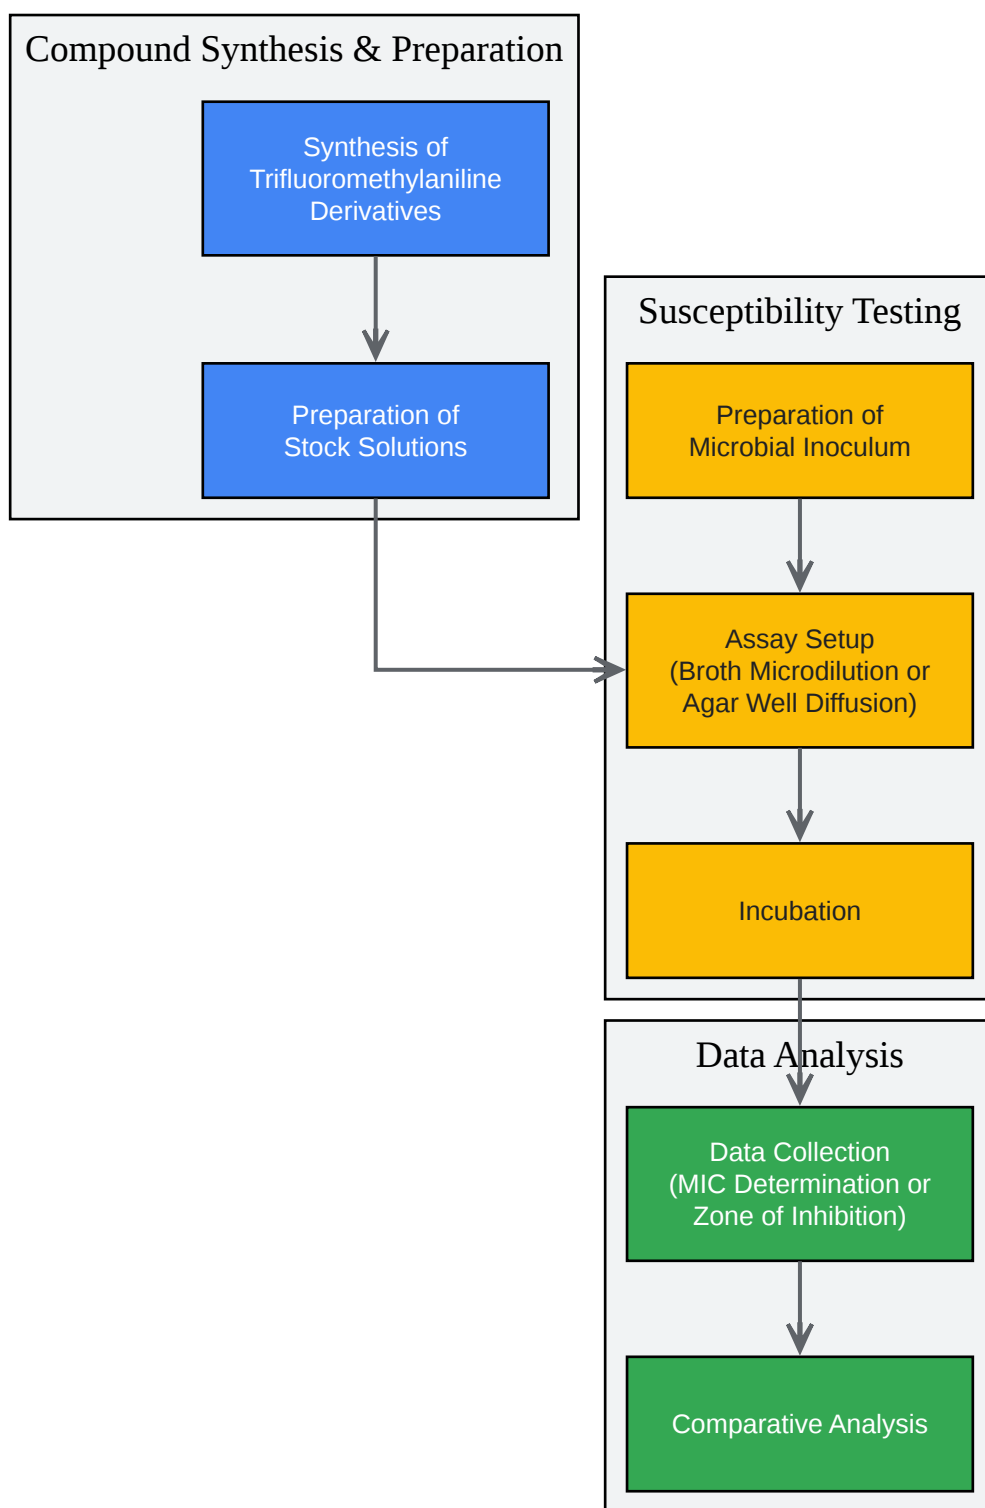 Compound Synthesis & Preparation
Synthesis of
Trifluoromethylaniline
Derivatives
Preparation of
Stock Solutions
Susceptibility Testing
Preparation of
Microbial Inoculum
Assay Setup
(Broth Microdilution or
Agar Well Diffusion)
Incubation
Data Analysis
Data Collection
(MIC Determination or
Zone of Inhibition)
Comparative Analysis